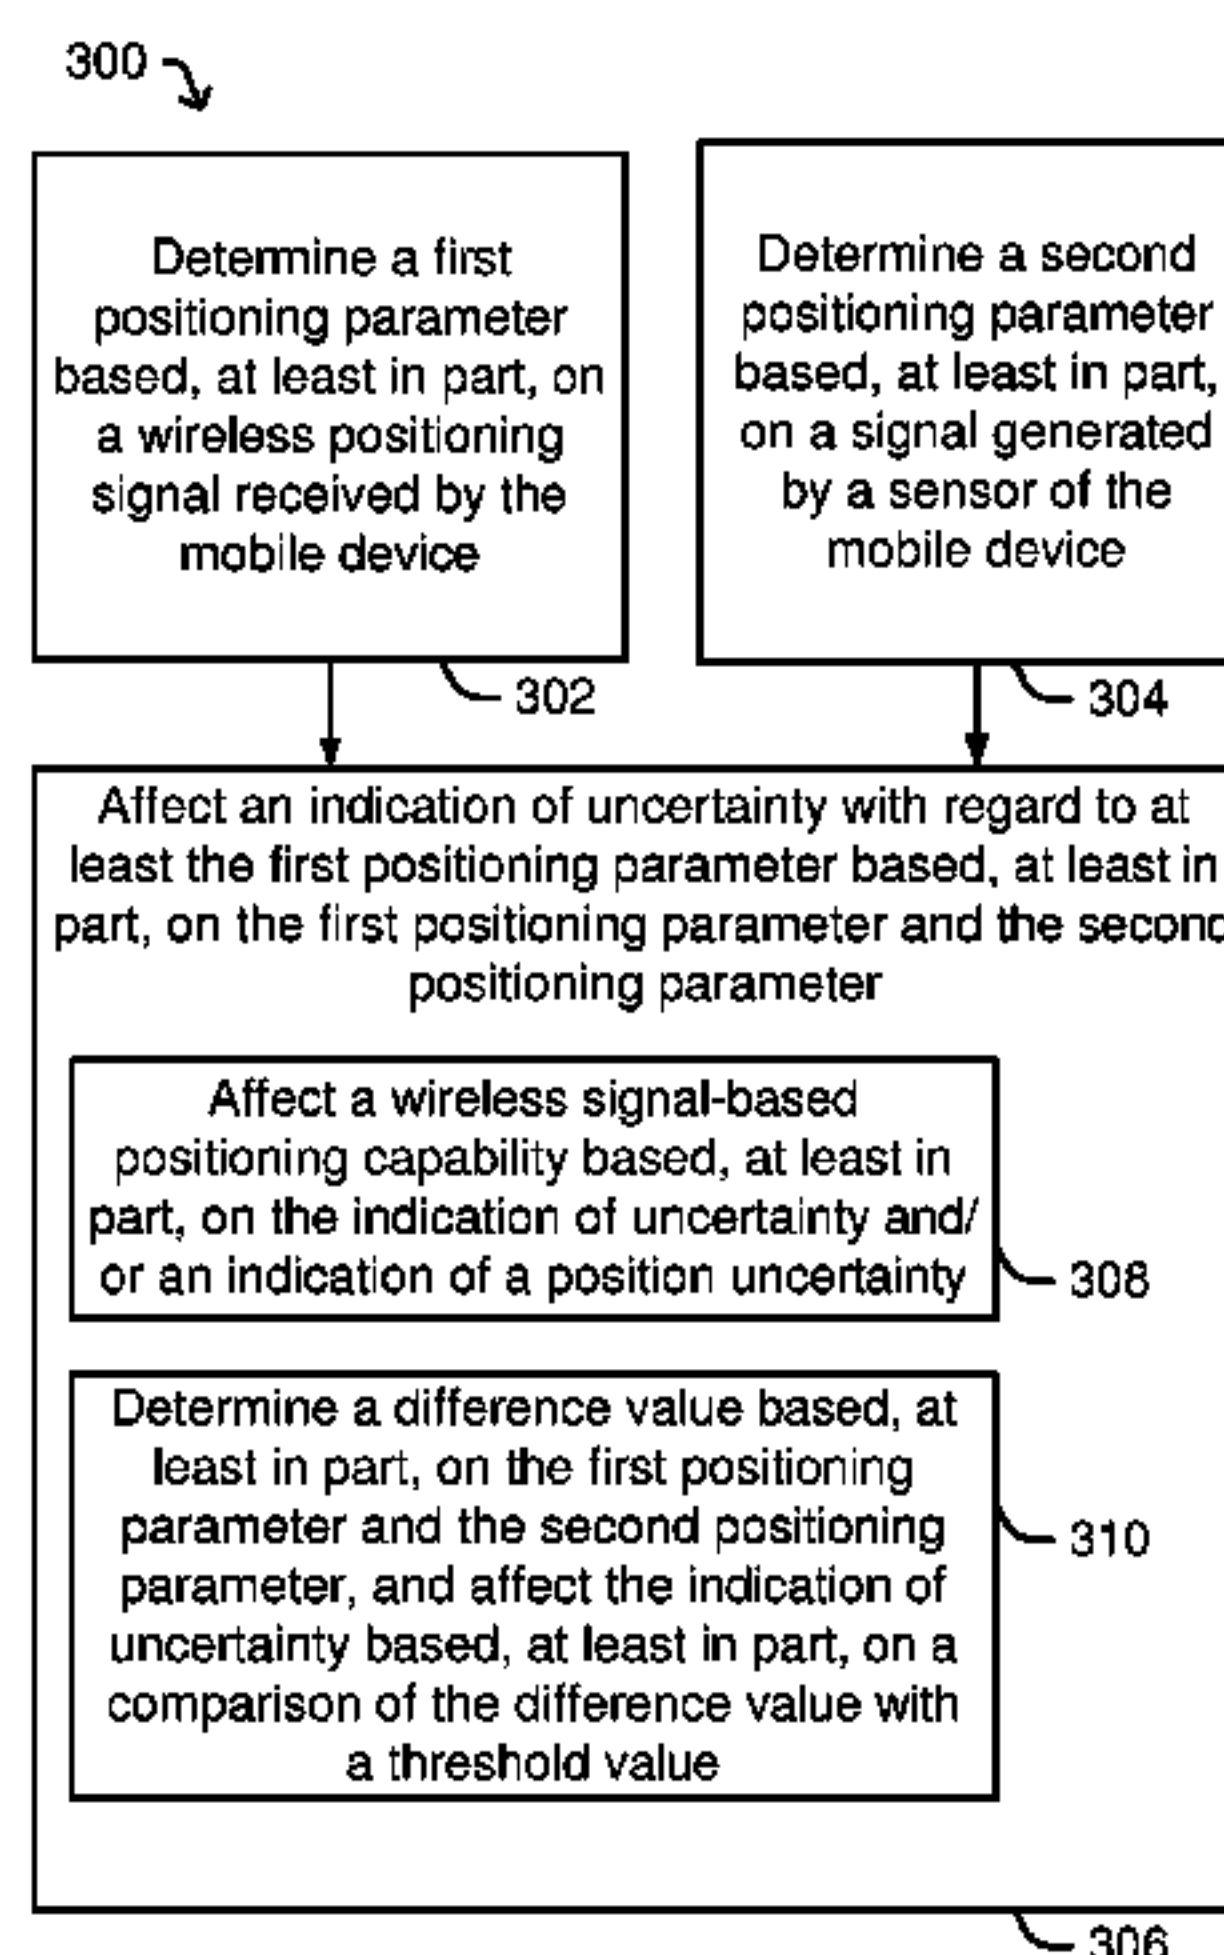 300
Determine a first
positioning parameter
based, at least in part, on
a wireless positioning
signal received by the
mobile device
302
Determine a second
positioning parameter
based, at least in part,
on a signal generated
by a sensor of the
mobile device
304
Affect an indication of uncertainty with regard to at
least the first positioning parameter based, at least in
part, on the first positioning parameter and the second
positioning parameter
Affect a wireless signal-based
positioning capability based, at least in
part, on the indication of uncertainty and/
or an indication of a position uncertainty
308
Determine a difference value based, at
least in part, on the first positioning
parameter and the second positioning
parameter, and affect the indication of
uncertainty based, at least in part, on a
comparison of the difference value with
a threshold value
310
306